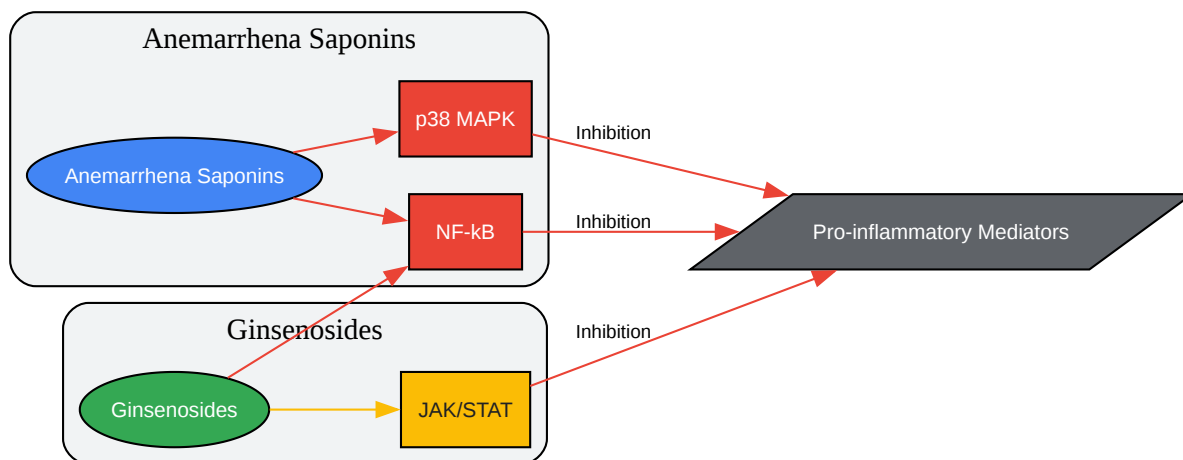 Anemarrhena Saponins
p38 MAPK
Inhibition
Anemarrhena Saponins
NF-kB
Inhibition
Pro-inflammatory Mediators
Ginsenosides
Inhibition
Ginsenosides
JAK/STAT